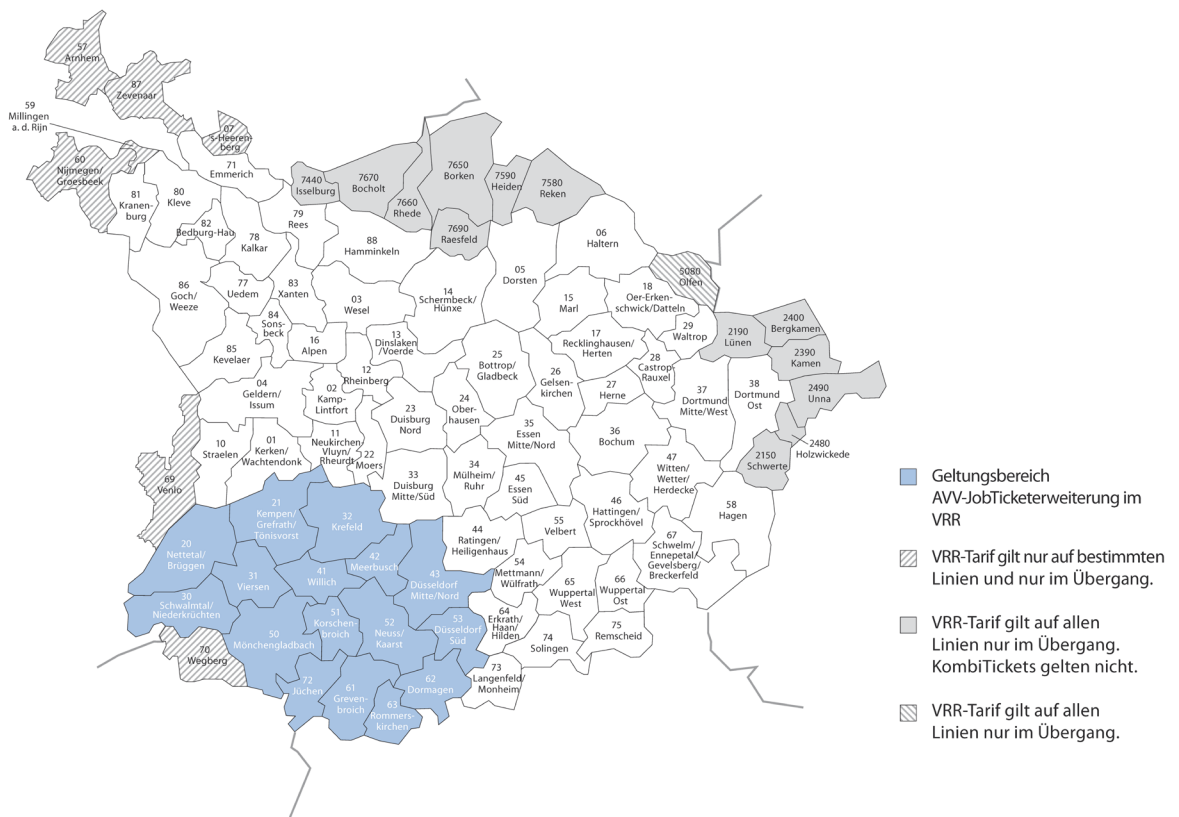 57
Arnhem
87
Zevenaar
59
Millingen
a. d. Rijn
07
's-Heeren-
berg
60
Nijmegen/
Groesbeek
71
Emmerich
7440
Isselburg
7670
Bocholt
7660
Rhede
7650
Borken
7590
Heiden
7580
Reken
7690
Raesfeld
81
Kranen-
burg
80
Kleve
82
Bedburg-Hau
78
Kalkar
79
Rees
88
Hamminkeln
06
Haltern
05
Dorsten
5080
Olfen
86
Goch/
Weeze
77
Uedem
83
Xanten
03
Wesel
14
Schermbeck/
Hünxe
15
Marl
18
Oer-Erken-
schwick/Datteln
84
Sons-
beck
16
Alpen
13
Dinslaken
/Voerde
17
Recklinghausen/
Herten
29
Waltrop
2190
Lünen
2400
Bergkamen
2390
Kamen
2490
Unna
85
Kevelaer
04
Geldern/
Issum
02
Kamp-
Lintfort
12
Rheinberg
25
Bottrop/
Gladbeck
26
Gelsen-
kirchen
27
Herne
28
Castrop-
Rauxel
37
Dortmund
Mitte/West
38
Dortmund
Ost
23
Duisburg
Nord
24
Ober-
hausen
10
Straelen
01
Kerken/
Wachtendonk
11
Neukirchen-
Vluyn/
Rheurdt
22
Moers
35
Essen
Mitte/Nord
36
Bochum
2480
Holzwickede
2150
Schwerte
69
Venlo
33
Duisburg
Mitte/Süd
34
Mülheim/
Ruhr
45
Essen
Süd
47
Witten/
Wetter/
Herdecke
58
Hagen
21
Kempen/
Grefrath/
Tönisvorst
32
Krefeld
46
Hattingen/
Sprockhövel
44
Ratingen/
Heiligenhaus
55
Velbert
67
Schwelm/
Ennepetal/
Gevelsberg/
Breckerfeld
20
Nettetal/
Brüggen
31
Viersen
41
Willich
42
Meerbusch
43
Düsseldorf
Mitte/Nord
54
Mettmann/
Wülfrath
65
Wuppertal
West
66
Wuppertal
Ost
30
Schwalmtal/
Niederkrüchten
50
Mönchengladbach
51
Korschen-
broich
52
Neuss/
Kaarst
53
Düsseldorf
Süd
64
Erkrath/
Haan/
Hilden
74
Solingen
75
Remscheid
70
Wegberg
72
Jüchen
61
Greven-
broich
63
Rommers-
kirchen
62
Dormagen
73
Langenfeld/
Monheim
Geltungsbereich
AVV-JobTicketerweiterung im
VRR
VRR-Tarif gilt nur auf bestimmten
Linien und nur im Übergang.
VRR-Tarif gilt auf allen
Linien nur im Übergang.
KombiTickets gelten nicht.
VRR-Tarif gilt auf allen
Linien nur im Übergang.